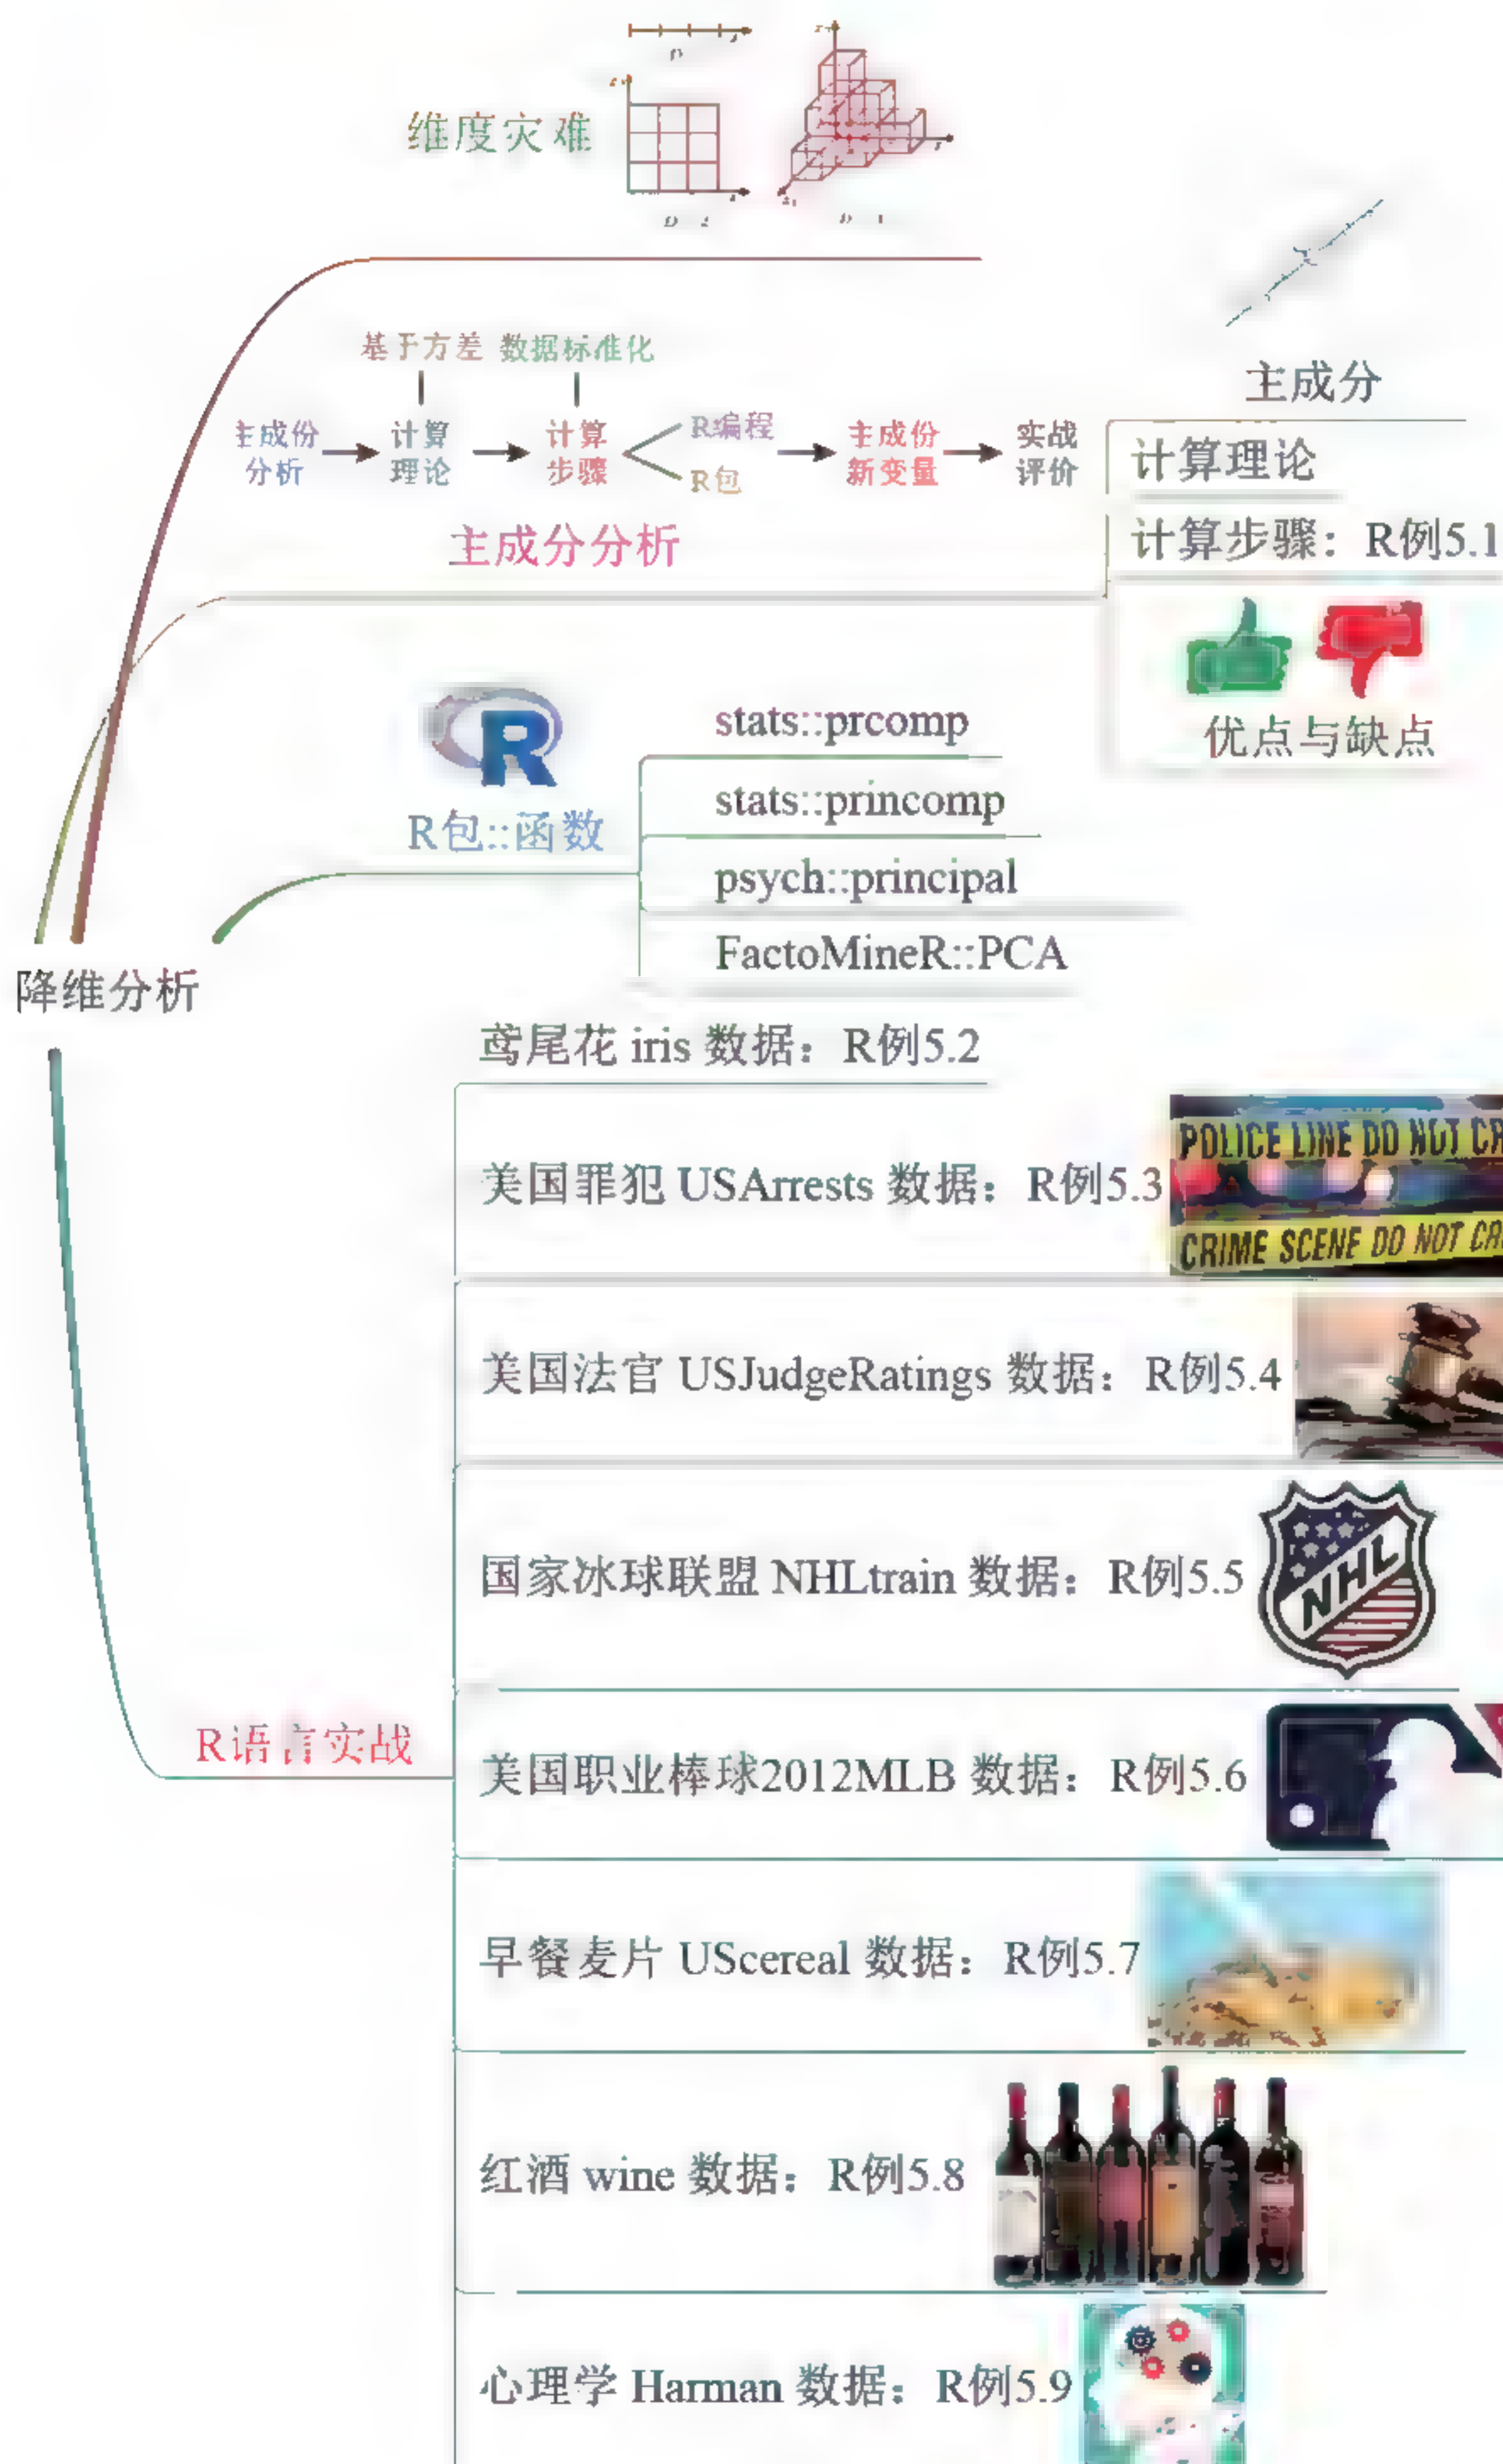 维度灾难
基于方差 数据标准化
主成份
分析
计算
理论
计算
步骤
R编程
R包
主成份
新变量
实战
评价
主成分分析
主成分
计算理论
计算步骤：R例5.1
优点与缺点
R
R包::函数
stats::prcomp
stats::princomp
psych::principal
FactoMineR::PCA
降维分析
鸢尾花 iris 数据：R例5.2
美国罪犯 USArrests 数据：R例5.3
POLICE LINE DO NOT CR
CRIME SCENE DO NOT CR
美国法官 USJudgeRatings 数据：R例5.4
国家冰球联盟 NHLtrain 数据：R例5.5
NHL
R语言实战
美国职业棒球2012MLB 数据：R例5.6
早餐麦片 UScereal 数据：R例5.7
红酒 wine 数据：R例5.8
心理学 Harman 数据：R例5.9